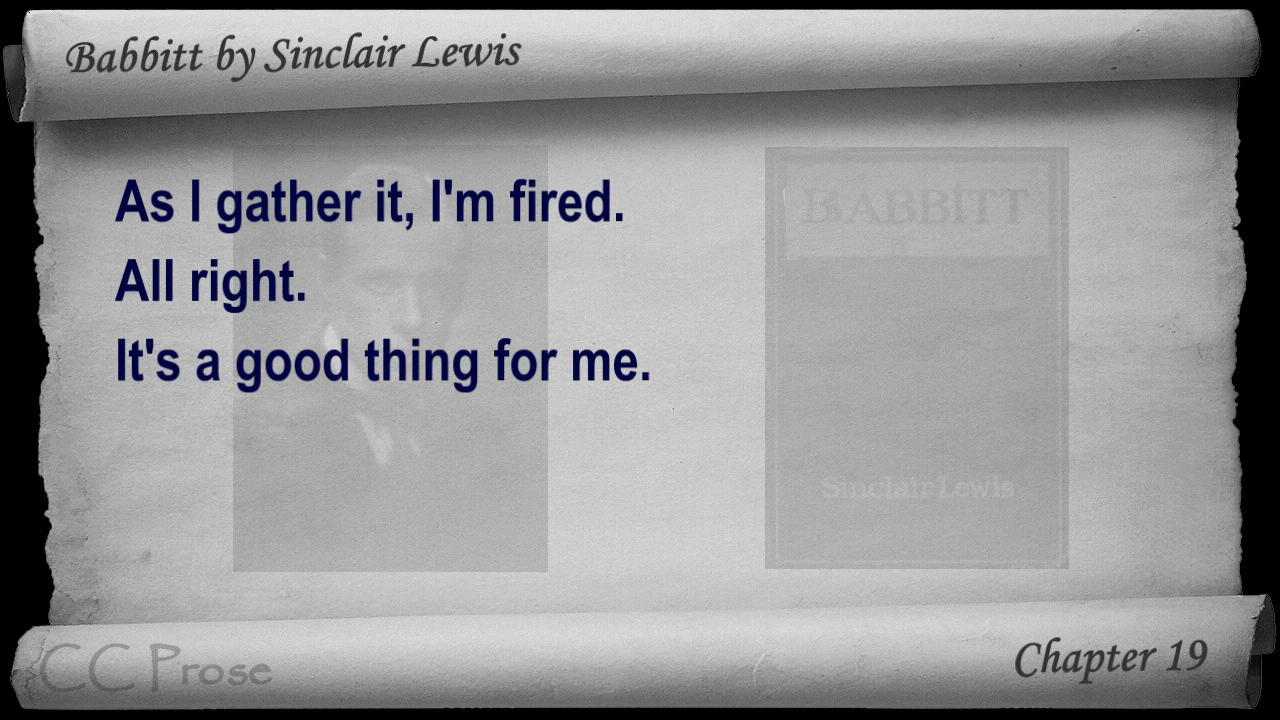 Babbitt by Sinclair Lewis
As I gather it, I'm fired.
All right.
It's a good thing for me.
BABBITT
Sinclair Lewis
CC Prose
Chapter 19